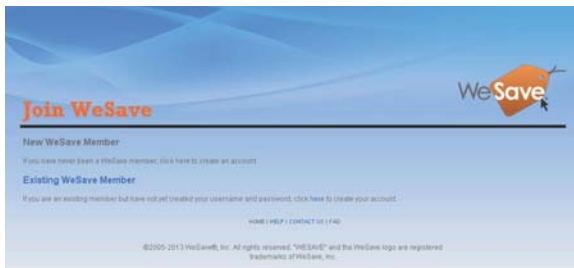 WeSave
Join WeSave
New WeSave Member
If you have never been a WeSave member, click here to create an account.
Existing WeSave Member
If you are an existing member but have not yet created your username and password, click here to create your account.
HOME | HELP | CONTACT US | FAQ
©2005-2013 WeSave®, Inc. All rights reserved. "WESAVE" and the WeSave logo are registered
trademarks of WeSave, Inc.